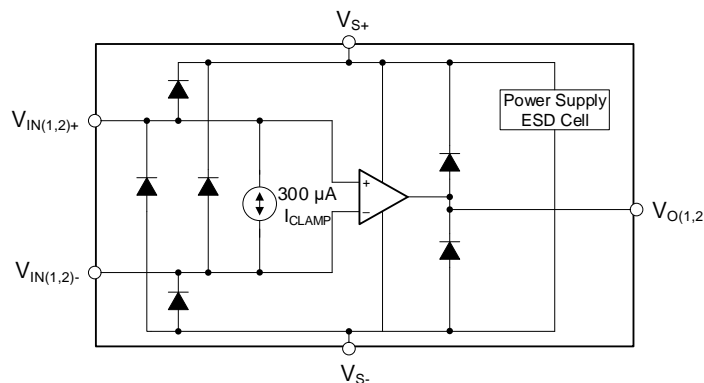 VS+
VIN(1,2)+
Power Supply
ESD Cell
+
300 µA
ICLAMP
–
VO(1,2
VIN(1,2)-
VS-